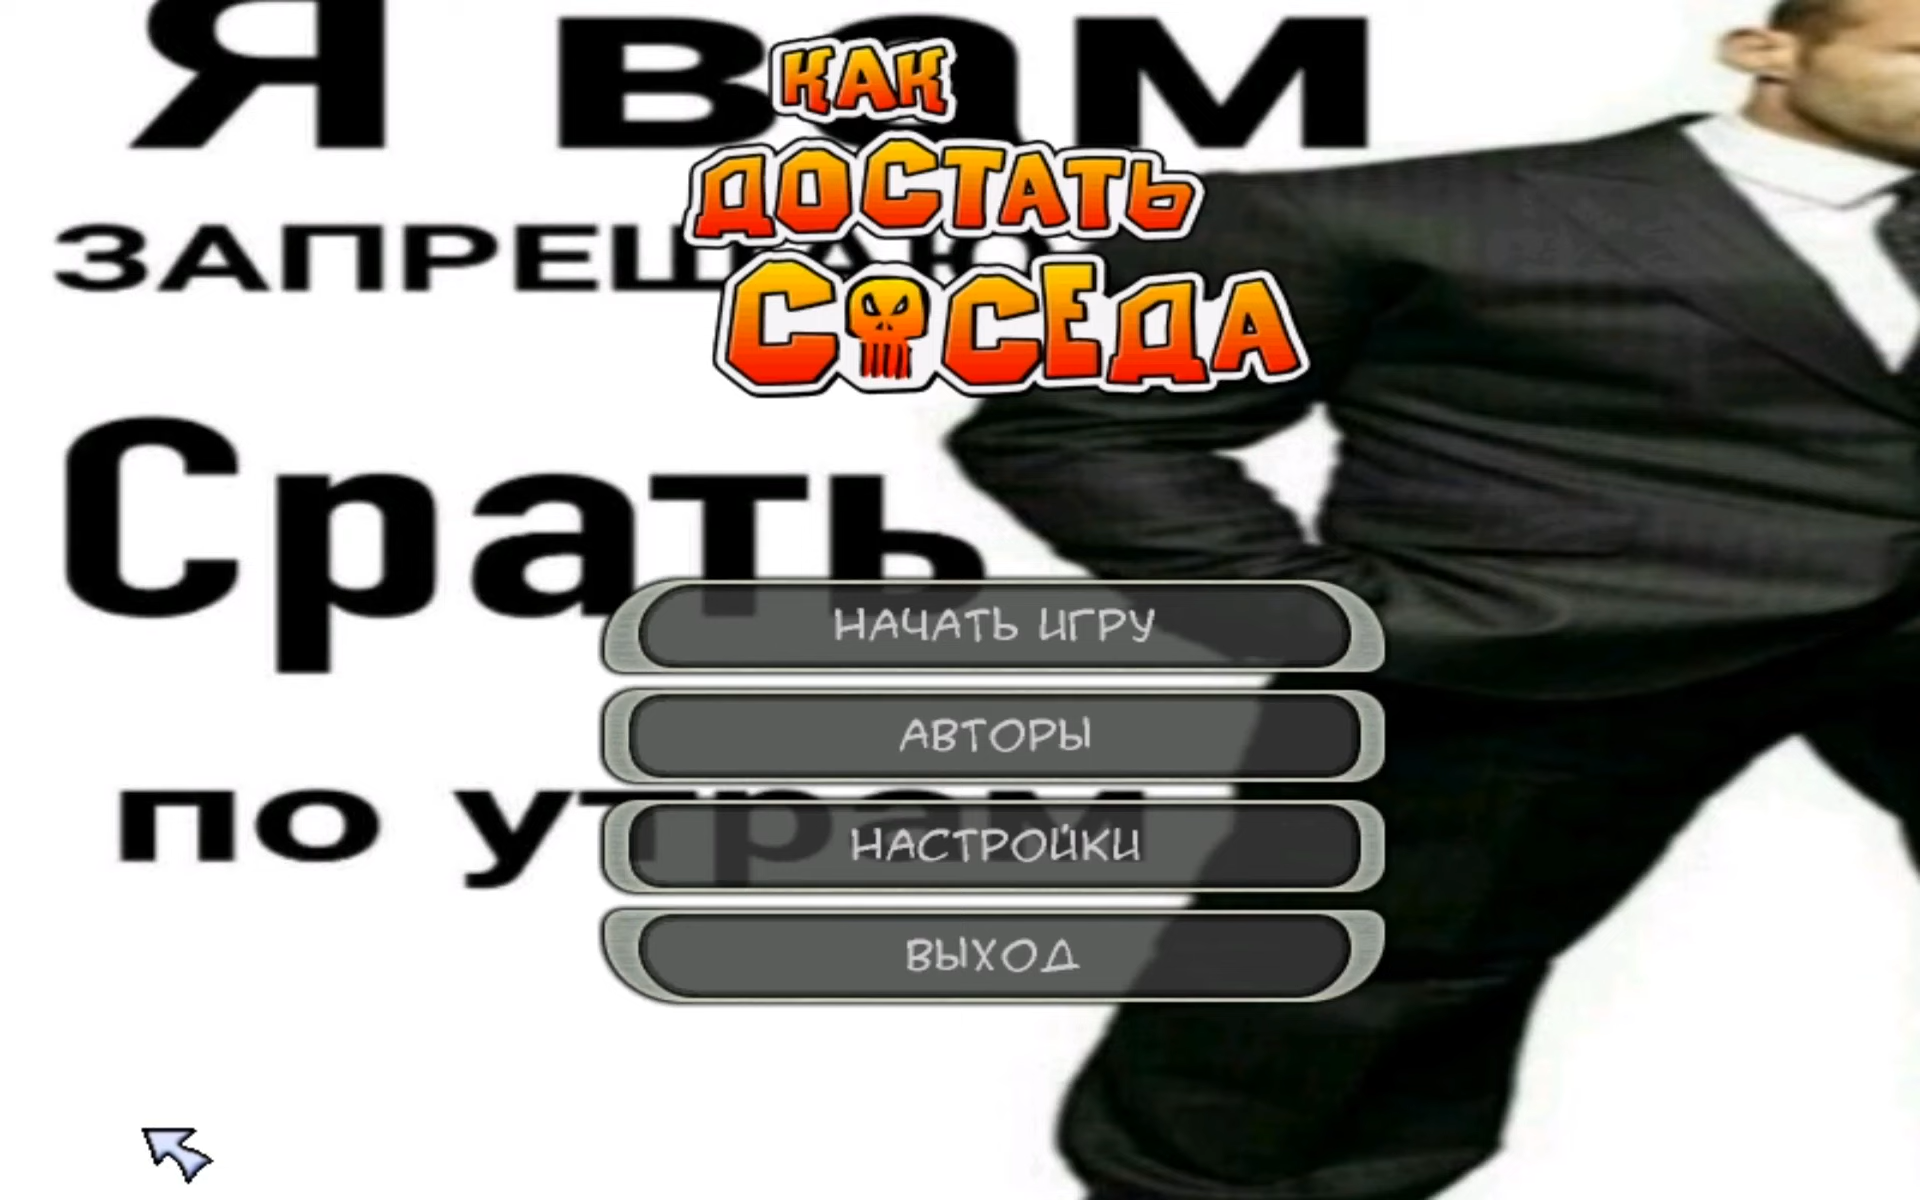 Я вам
ЗАПРЕЩАЮ
Срать
по утрам
КАК
ДОСТАТЬ
СОСЕДА
НАЧАТЬ ИГРУ
АВТОРЫ
НАСТРОЙКИ
ВЫХОД